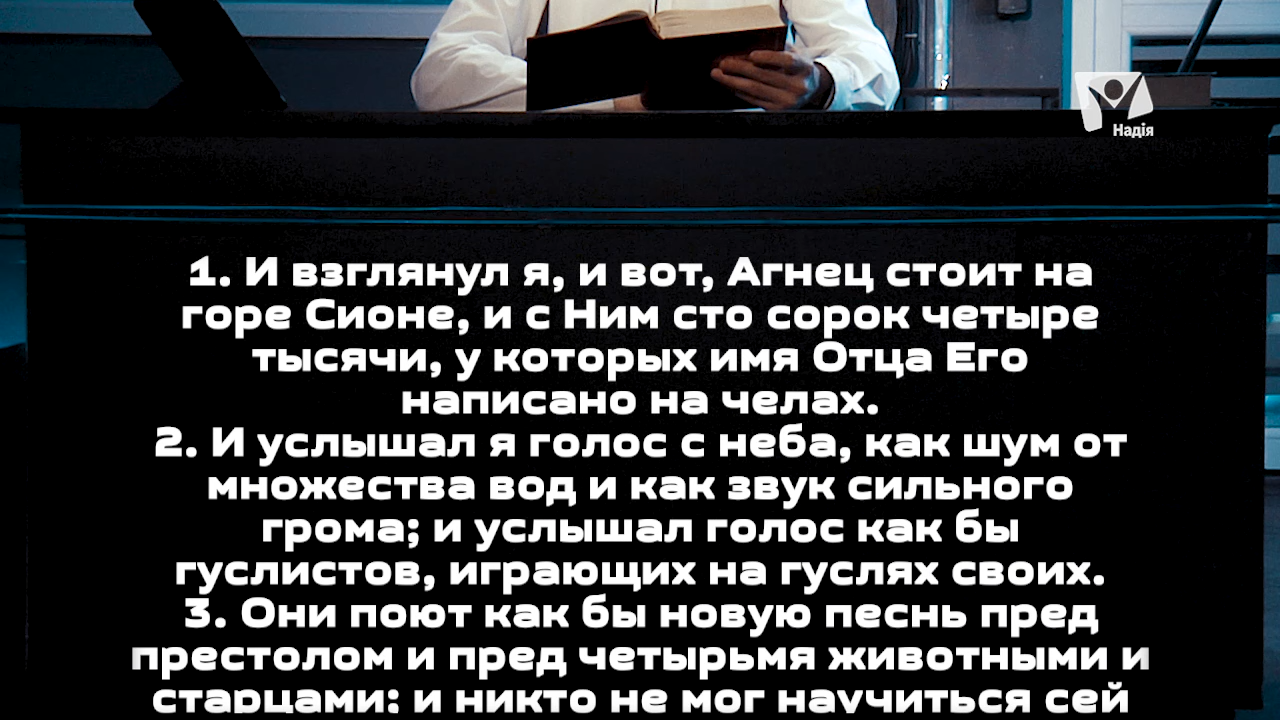 Надія
1. И взглянул я, и вот, Агнец стоит на
горе Сионе, и с Ним сто сорок четыре
тысячи, у которых имя Отца Его
написано на челах.
2. И услышал я голос с неба, как шум от
множества вод и как звук сильного
грома; и услышал голос как бы
гуслистов, играющих на гуслях своих.
3. Они поют как бы новую песнь пред
престолом и пред четырьмя животными и
старцами; и никто не мог научиться сей